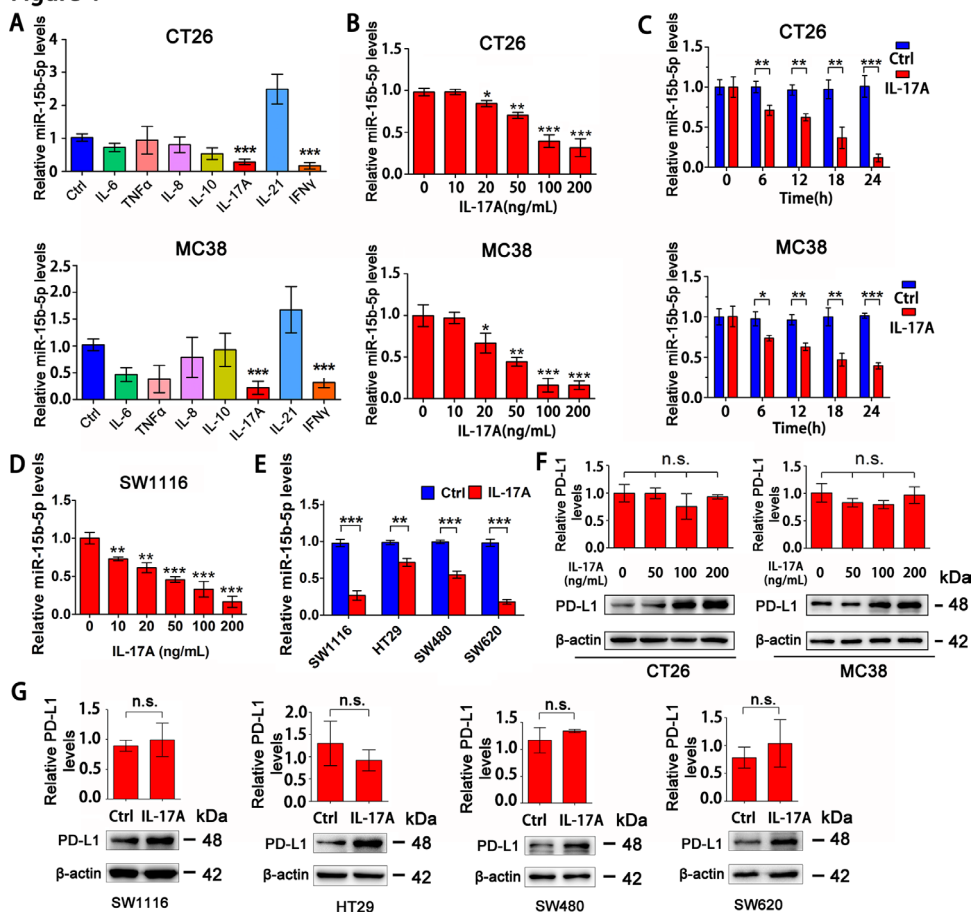 A
CT26
Relative miR-15b-5p levels
4
3
2
1
0
*** ***
Ctrl IL-6 TNFα IL-8 IL-10 IL-17A IL-21 IFNγ
MC38
Relative miR-15b-5p levels
2.5
2.0
1.5
1.0
0.5
0.0
*** ***
Ctrl IL-6 TNFα IL-8 IL-10 IL-17A IL-21 IFNγ
B
CT26
Relative miR-15b-5p levels
1.5
1.0
0.5
0.0
* ** *** ***
0 10 20 50 100 200
IL-17A(ng/mL)
MC38
Relative miR-15b-5p levels
1.5
1.0
0.5
0.0
* ** *** ***
0 10 20 50 100 200
IL-17A(ng/mL)
C
CT26
Ctrl
IL-17A
Relative miR-15b-5p levels
1.5
1.0
0.5
0.0
** ** ** ***
0 6 12 18 24
Time(h)
MC38
Ctrl
IL-17A
Relative miR-15b-5p levels
1.5
1.0
0.5
0.0
* ** ** ***
0 6 12 18 24
Time(h)
D
SW1116
Relative miR-15b-5p levels
1.5
1.0
0.5
0.0
** ** *** *** ***
0 10 20 50 100 200
IL-17A (ng/mL)
E
Ctrl IL-17A
Relative miR-15b-5p levels
1.5
1.0
0.5
0.0
*** ** *** ***
SW1116 HT29 SW480 SW620
F
Relative PD-L1
levels
1.5
1.0
0.5
0.0
n.s.
IL-17A
(ng/mL) 0 50 100 200
PD-L1
β-actin
CT26
Relative PD-L1
levels
1.5
1.0
0.5
0.0
n.s.
IL-17A
(ng/mL) 0 50 100 200 kDa
PD-L1 48
β-actin 42
MC38
G
Relative PD-L1
levels
1.5
1.0
0.5
0.0
n.s.
Ctrl IL-17A kDa
PD-L1 48
β-actin 42
SW1116
Relative PD-L1
levels
2.0
1.5
1.0
0.5
0.0
n.s.
Ctrl IL-17A kDa
PD-L1 48
β-actin 42
HT29
Relative PD-L1
levels
1.5
1.0
0.5
0.0
n.s.
Ctrl IL-17A kDa
PD-L1 48
β-actin 42
SW480
Relative PD-L1
levels
1.5
1.0
0.5
0.0
n.s.
Ctrl IL-17A kDa
PD-L1 48
β-actin 42
SW620